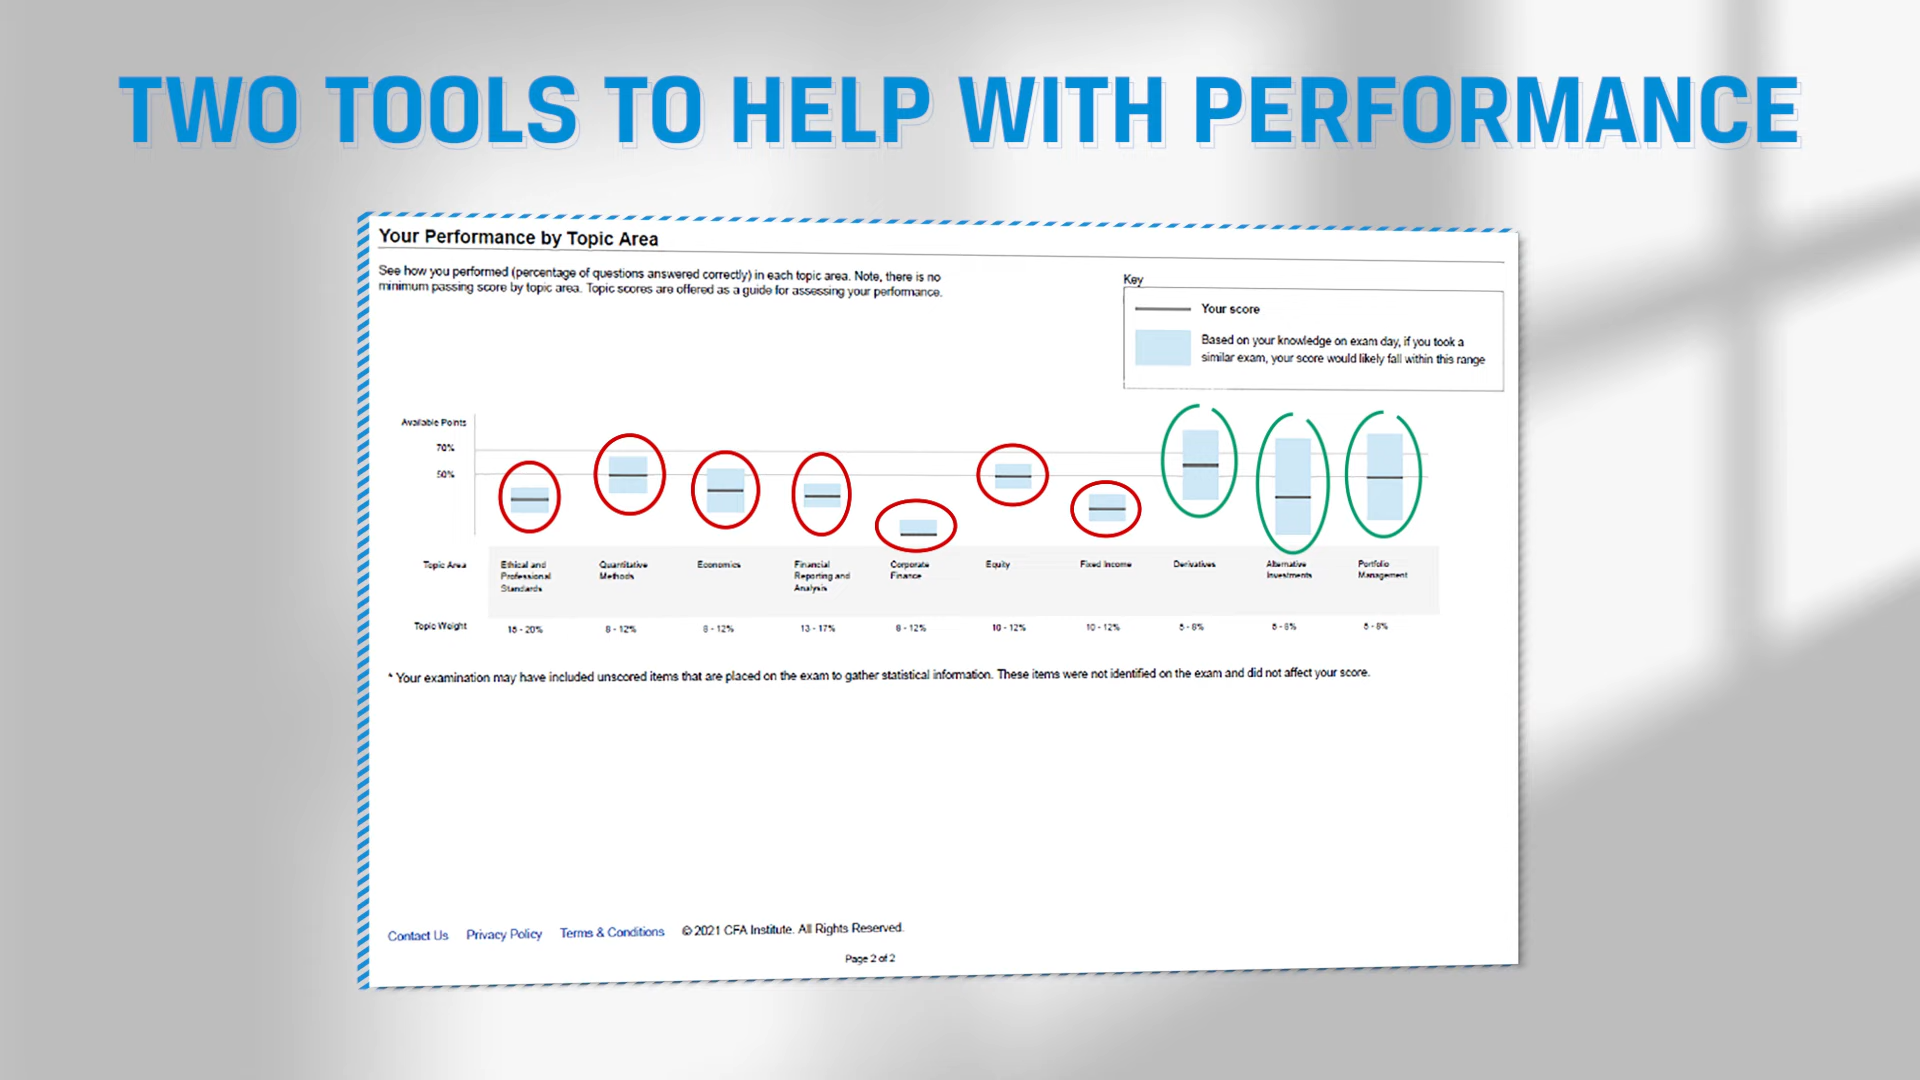 TWO TOOLS TO HELP WITH PERFORMANCE
Your Performance by Topic Area
See how you performed (percentage of questions answered correctly) in each topic area. Note, there is no
minimum passing score by topic area. Topic scores are offered as a guide for assessing your performance.
Key
Your score
Based on your knowledge on exam day, if you took a
similar exam, your score would likely fall within this range
Available Points
70%
50%
Topic Area
Ethical and
Professional
Standards
Quantitative
Methods
Economics
Financial
Reporting and
Analysis
Corporate
Finance
Equity
Fixed Income
Derivatives
Alternative
Investments
Portfolio
Management
Topic Weight
15 - 20%
8 - 12%
8 - 12%
13 - 17%
8 - 12%
10 - 12%
10 - 12%
5 - 8%
5 - 8%
5 - 8%
* Your examination may have included unscored items that are placed on the exam to gather statistical information. These items were not identified on the exam and did not affect your score.
Contact Us Privacy Policy Terms & Conditions © 2021 CFA Institute. All Rights Reserved.
Page 2 of 2